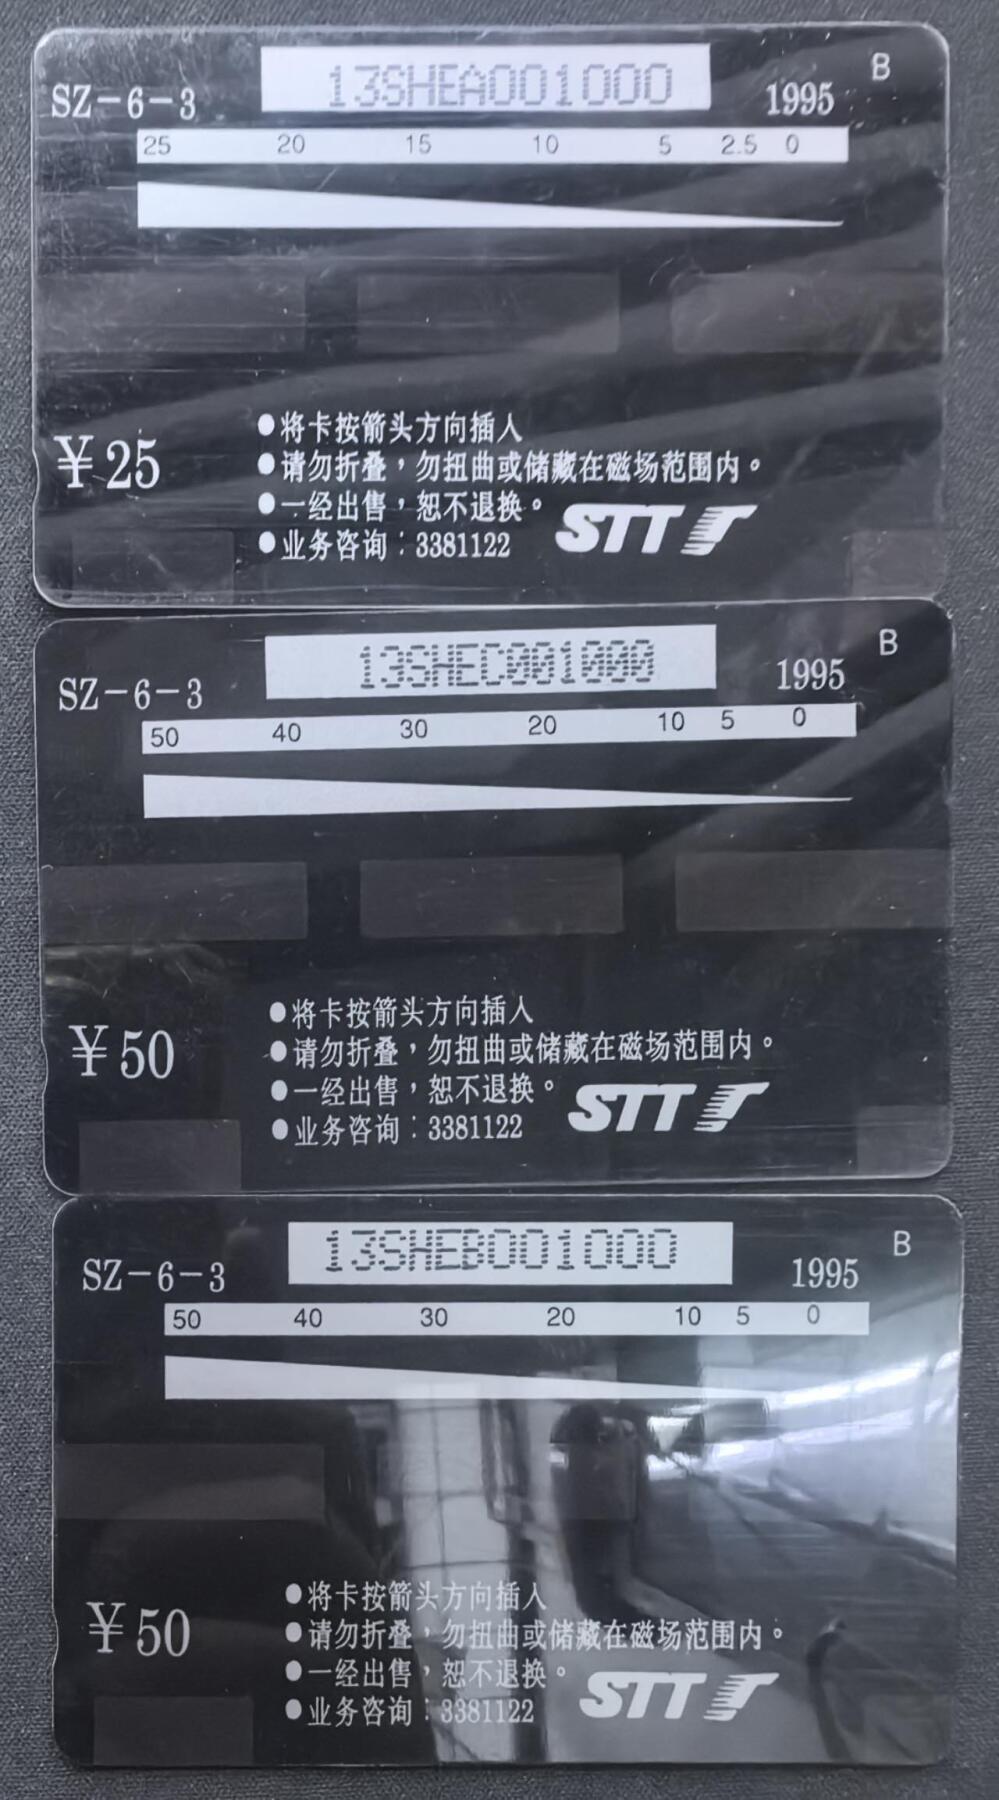 13SHEA001000
B
SZ-6-3
1995
25 20 15 10 5 2.5 0
¥25
●将卡按箭头方向插入
●请勿折叠，勿扭曲或储藏在磁场范围内。
●一经出售，恕不退换。
●业务咨询：3381122
STT
13SHEC001000
B
SZ-6-3
1995
50 40 30 20 10 5 0
¥50
●将卡按箭头方向插入
●请勿折叠，勿扭曲或储藏在磁场范围内。
●一经出售，恕不退换。
●业务咨询：3381122
STT
13SHEB001000
B
SZ-6-3
1995
50 40 30 20 10 5 0
¥50
●将卡按箭头方向插入
●请勿折叠，勿扭曲或储藏在磁场范围内。
●一经出售，恕不退换。
●业务咨询：3381122
STT